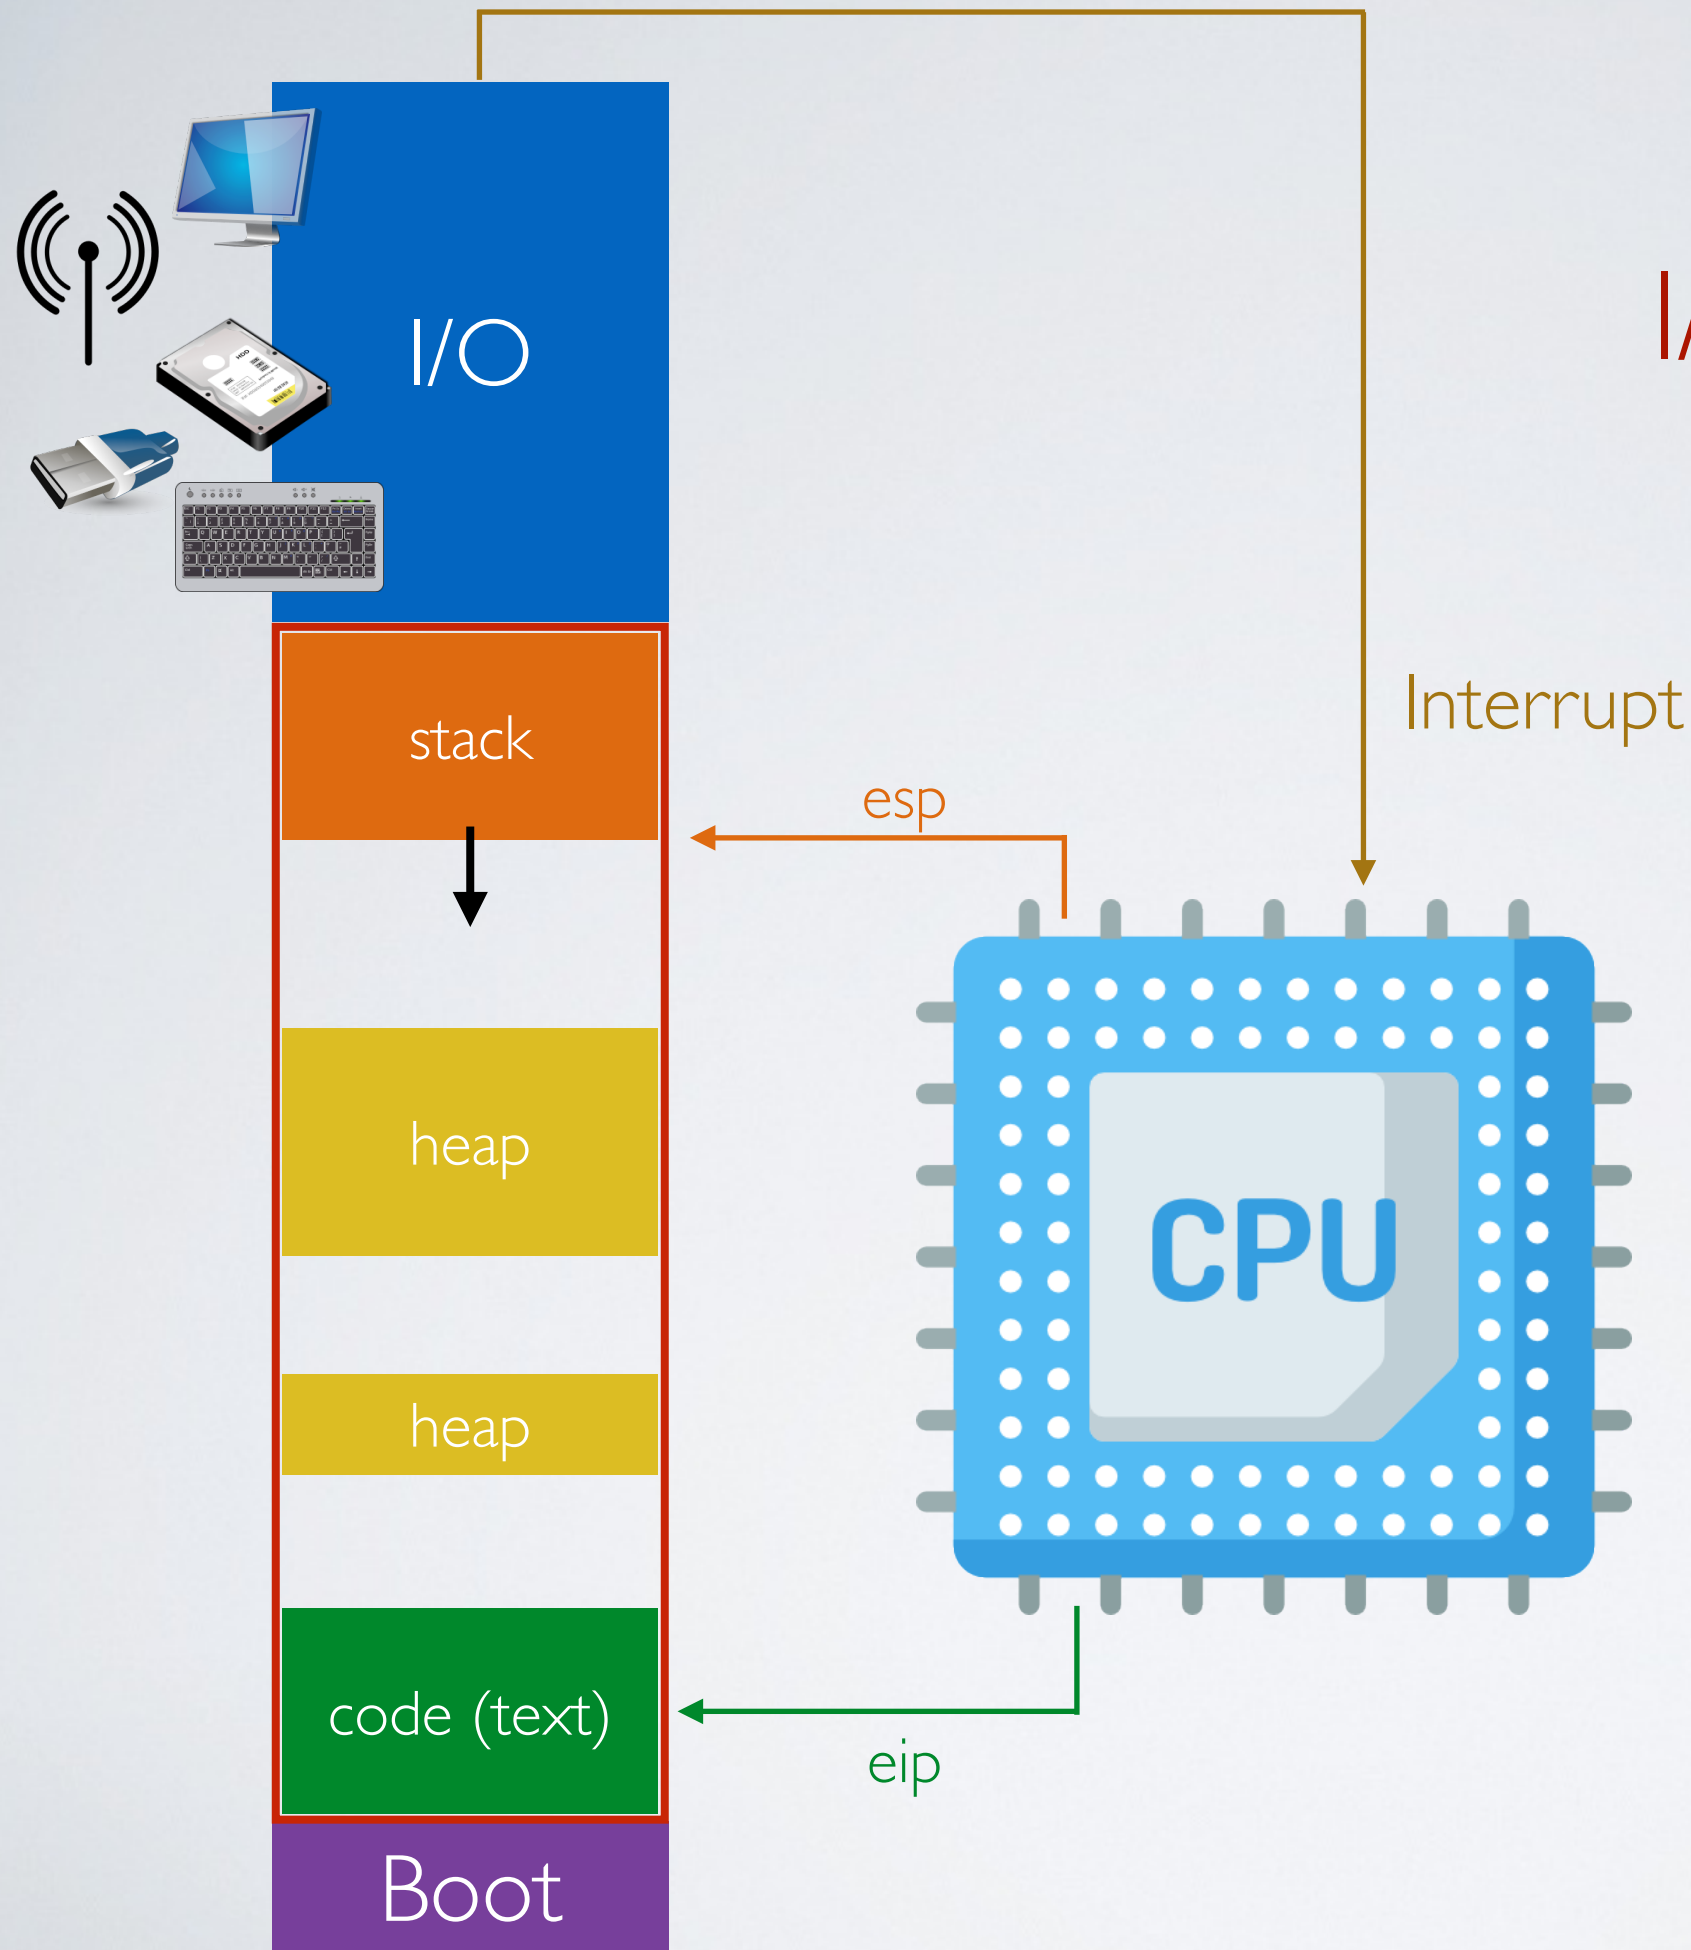 I/O
I/
stack
Interrupt
esp
heap
CPU
heap
code (text)
eip
Boot